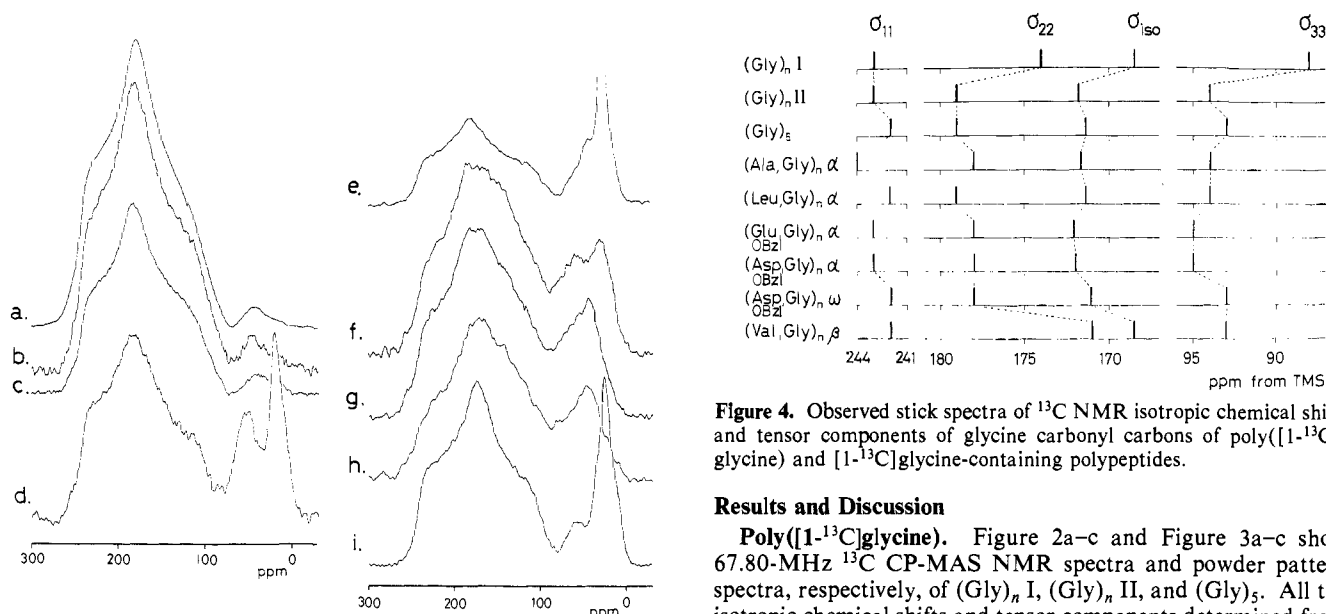 a.
b.
c.
d.
300 200 100 0
ppm
e.
f.
g.
h.
i.
300 200 100 0
ppm
σ11 σ22 σiso σ33
(Gly)n I
(Gly)n II
(Gly)5
(Ala,Gly)n α
(Leu,Gly)n α
(Glu,Gly)n α
OBzl
(Asp,Gly)n α
OBzl
(Asp,Gly)n ω
OBzl
(Val,Gly)n β
244 241 180 175 170 95 90
ppm from TMS
Figure 4. Observed stick spectra of 13C NMR isotropic chemical shi
and tensor components of glycine carbonyl carbons of poly([1-13C
glycine) and [1-13C]glycine-containing polypeptides.
Results and Discussion
Poly([1-13C]glycine). Figure 2a–c and Figure 3a–c sho
67.80-MHz 13C CP-MAS NMR spectra and powder patte
spectra, respectively, of (Gly)n I, (Gly)n II, and (Gly)5. All t
isotropic chemical shifts and tensor components determined fr